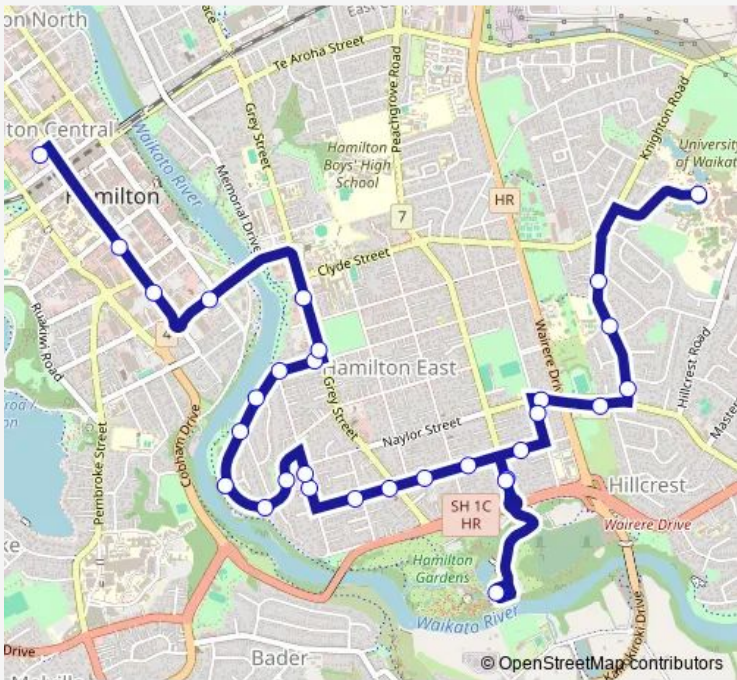 on North
Te Aroha Street
Grey Street
Peachgrove Road
Knighton Road
ton Central
Waikato River
Hamilton
Boys' High
School
University
of Waikat
Hamilton
Memorial Drive
7
HR
Clyde Street
Ruakiwi Road
4
Hamilton East
Wairere Drive
Hillcrest Road
Grey Street
Naylor Street
Cobham Drive
Pembroke Street
SH 1C
HR
Hillcrest
Wairere Drive
Hamilton
Gardens
Waikato River
Drive
Bader
© OpenStreetMap contributors